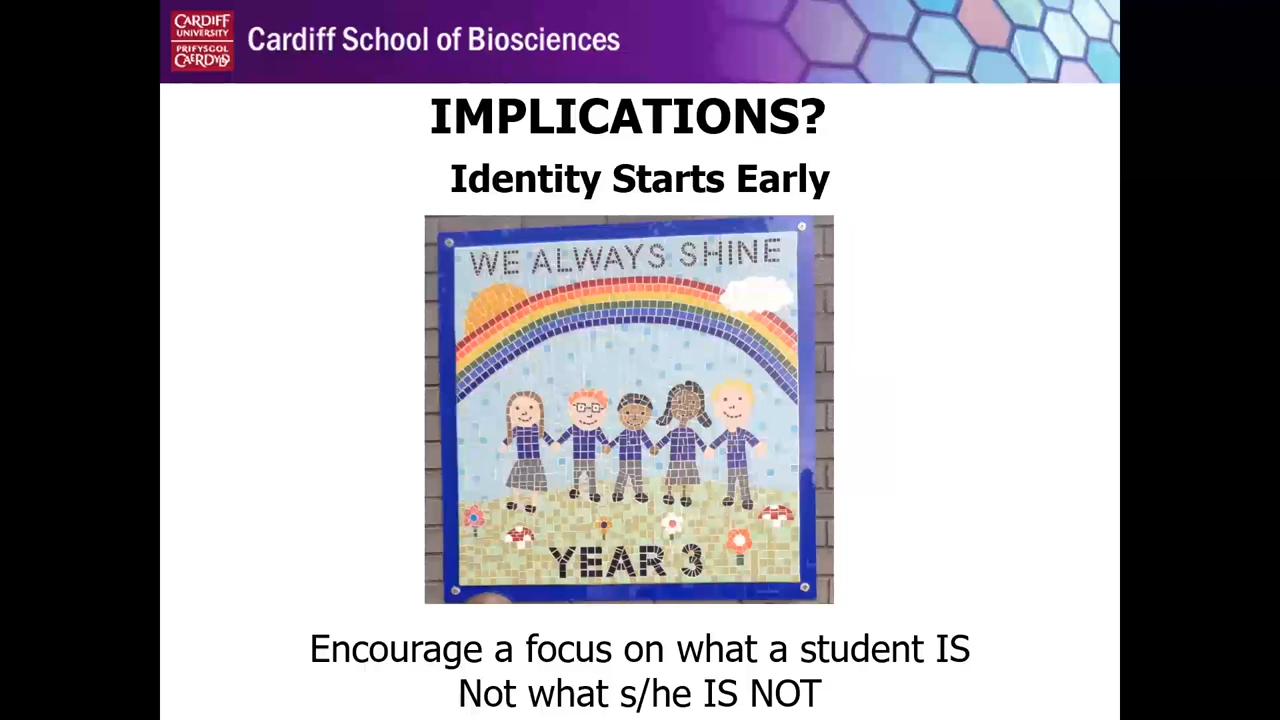 CARDIFF
UNIVERSITY
PRIFYSGOL
CAERDYDD
Cardiff School of Biosciences
IMPLICATIONS?
Identity Starts Early
WE ALWAYS SHINE
YEAR 3
Encourage a focus on what a student IS
Not what s/he IS NOT